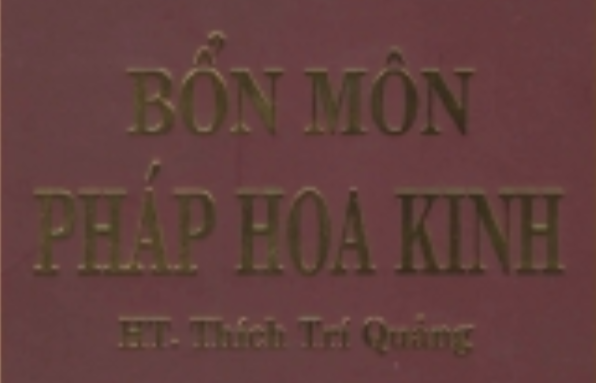 BỔN MÔN
PHÁP HOA KINH
HT. Thích Trí Quảng